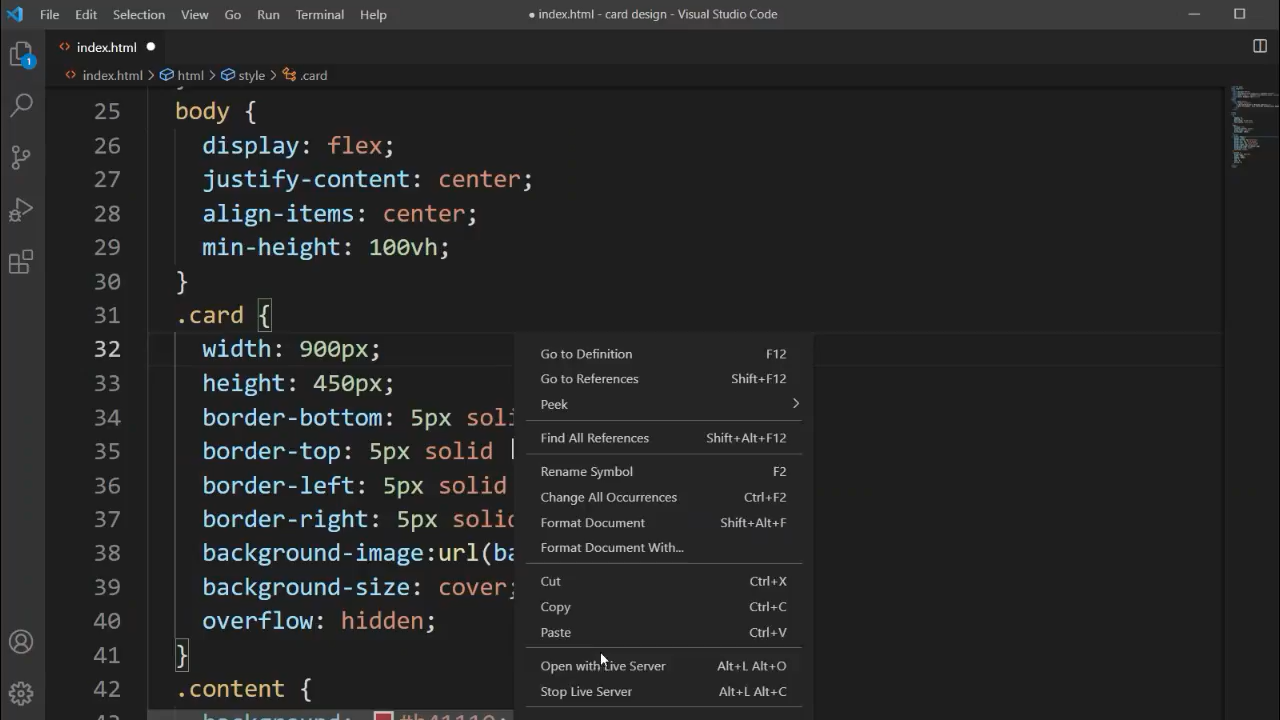 File Edit Selection View Go Run Terminal Help ● index.html - card design - Visual Studio Code
index.html ●
index.html > html > style > .card
1
25 body {
26 display: flex;
27 justify-content: center;
28 align-items: center;
29 min-height: 100vh;
30 }
31 .card {
32 width: 900px;
33 height: 450px;
34 border-bottom: 5px soli
35 border-top: 5px solid
36 border-left: 5px solid
37 border-right: 5px solid
38 background-image:url(ba
39 background-size: cover;
40 overflow: hidden;
41 }
42 .content {
Go to Definition F12
Go to References Shift+F12
Peek >
Find All References Shift+Alt+F12
Rename Symbol F2
Change All Occurrences Ctrl+F2
Format Document Shift+Alt+F
Format Document With...
Cut Ctrl+X
Copy Ctrl+C
Paste Ctrl+V
Open with Live Server Alt+L Alt+O
Stop Live Server Alt+L Alt+C